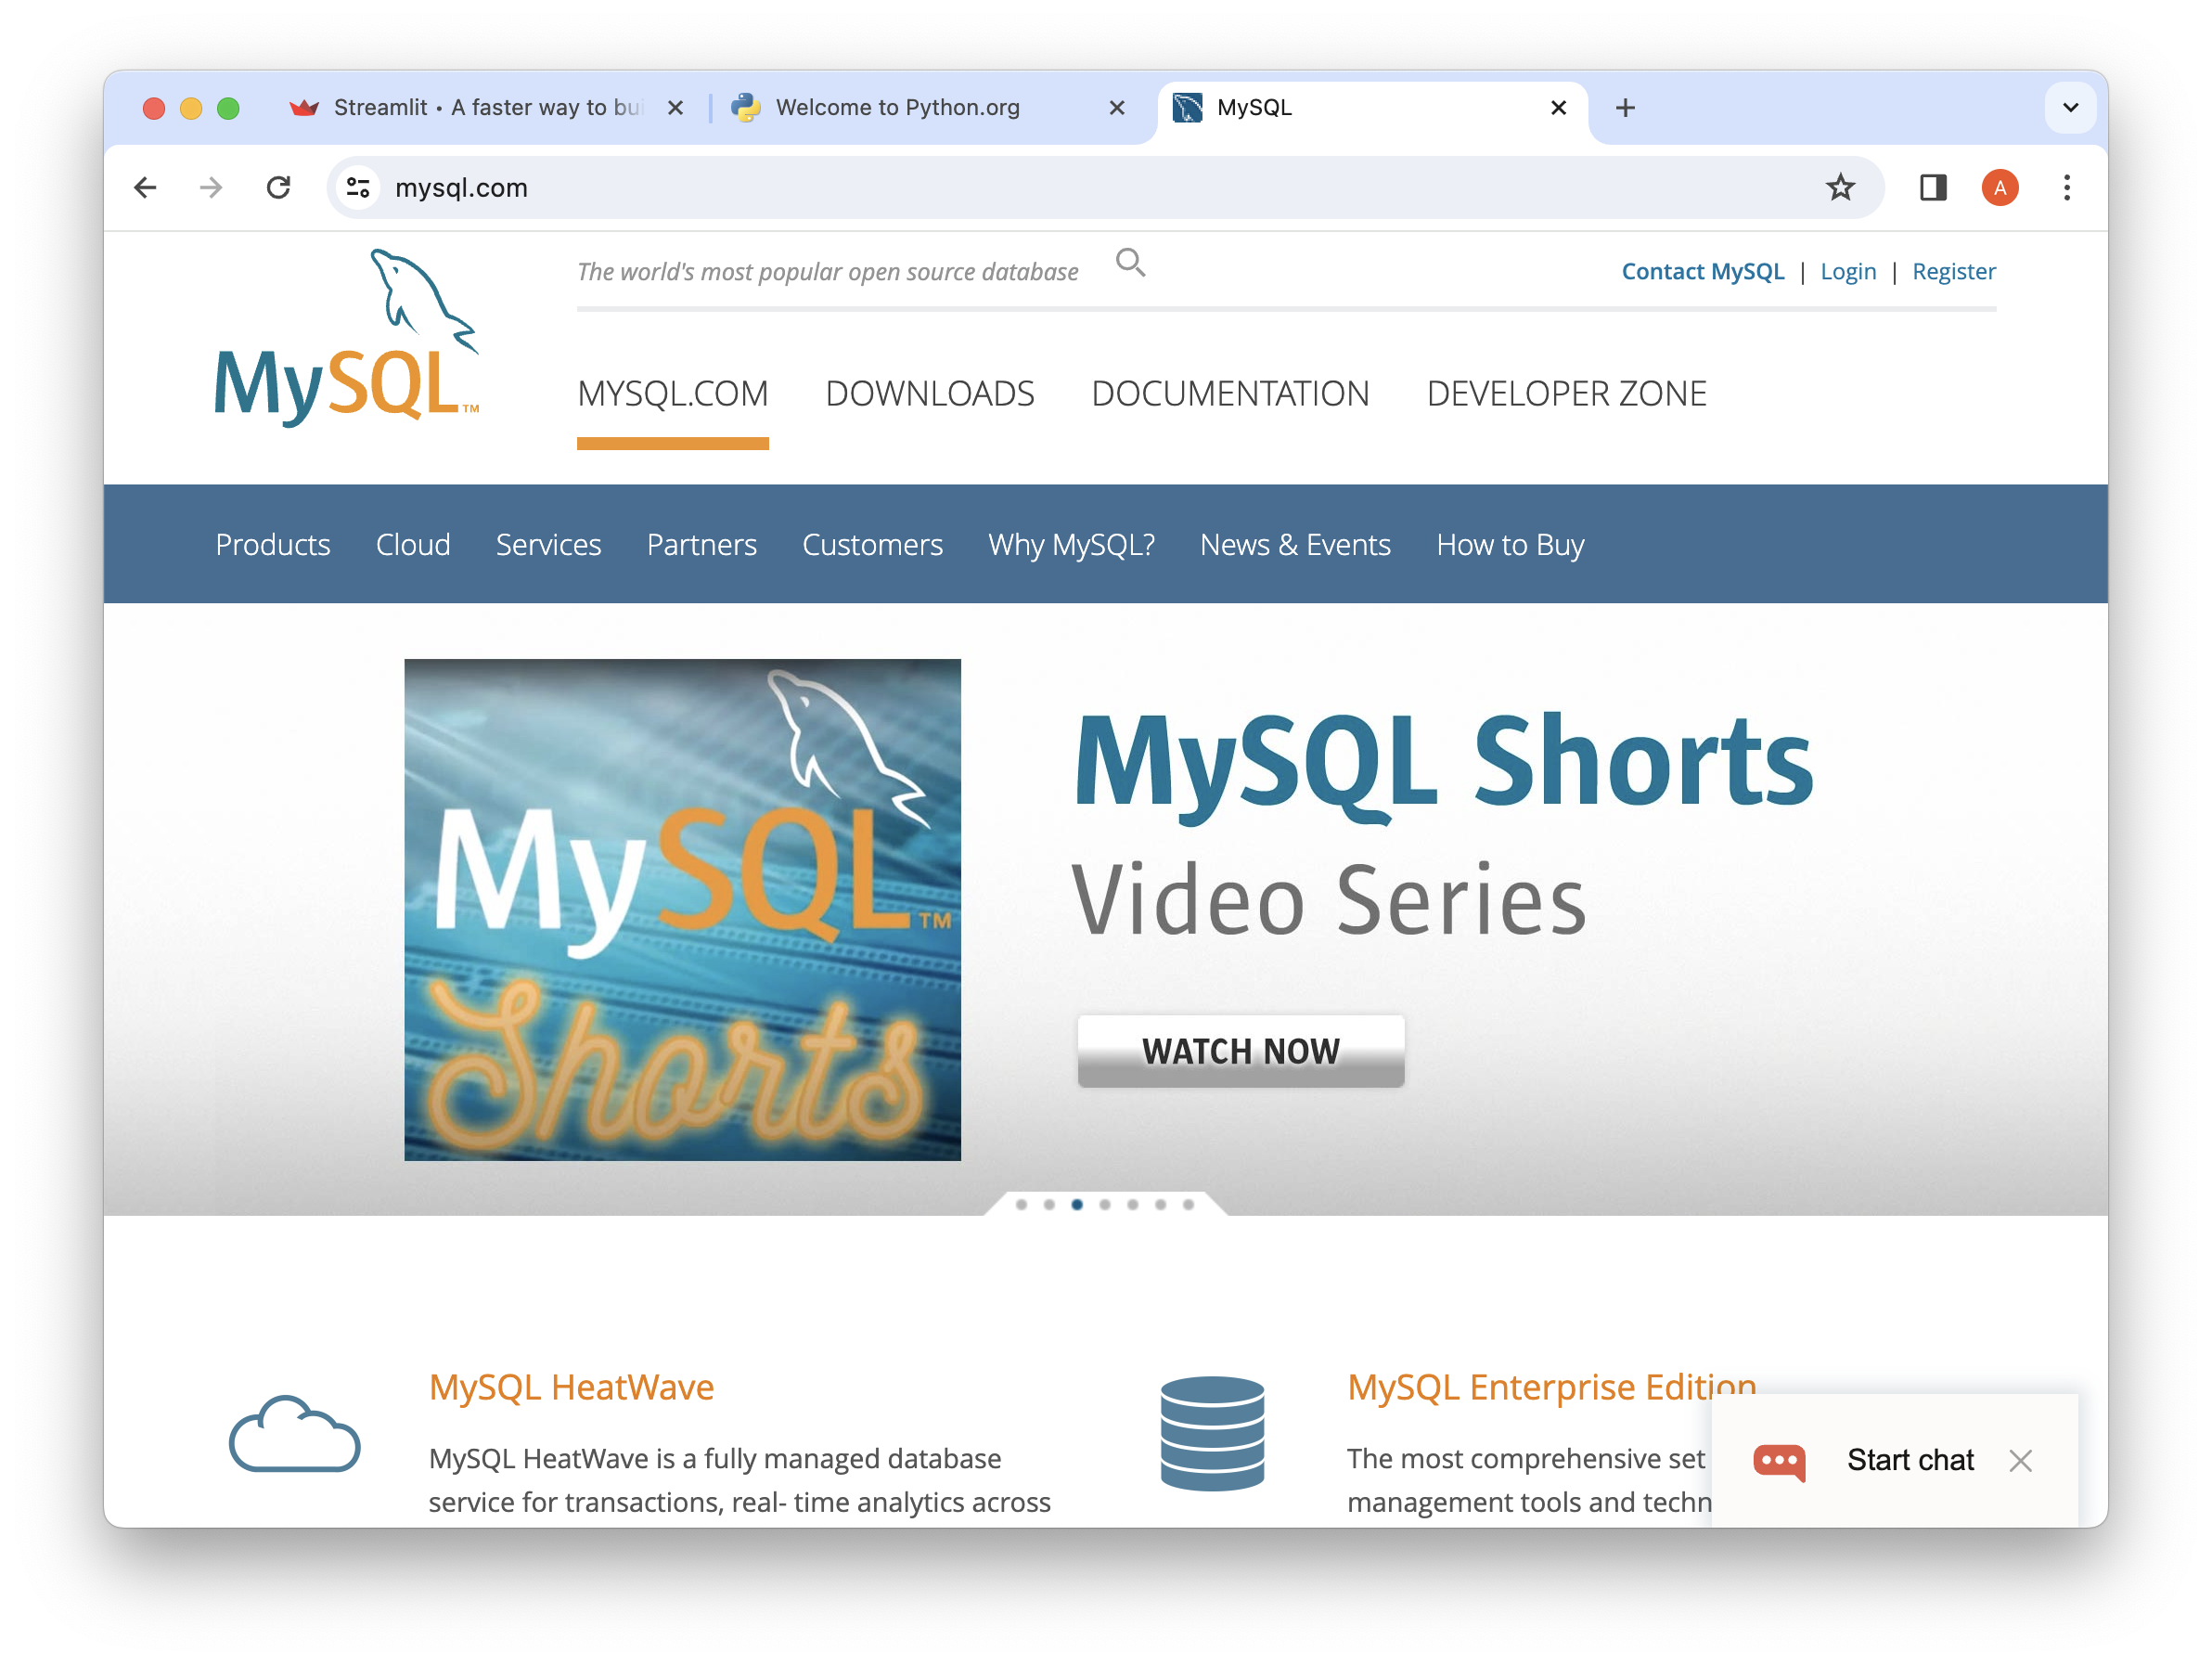 Streamlit • A faster way to bui
Welcome to Python.org
MySQL
mysql.com
A
The world's most popular open source database
Contact MySQL | Login | Register
MySQL™
MYSQL.COM
DOWNLOADS
DOCUMENTATION
DEVELOPER ZONE
Products
Cloud
Services
Partners
Customers
Why MySQL?
News & Events
How to Buy
MySQL™
Shorts
MySQL Shorts
Video Series
WATCH NOW
MySQL HeatWave
MySQL HeatWave is a fully managed database
service for transactions, real- time analytics across
MySQL Enterprise Edition
The most comprehensive set
management tools and techn
Start chat